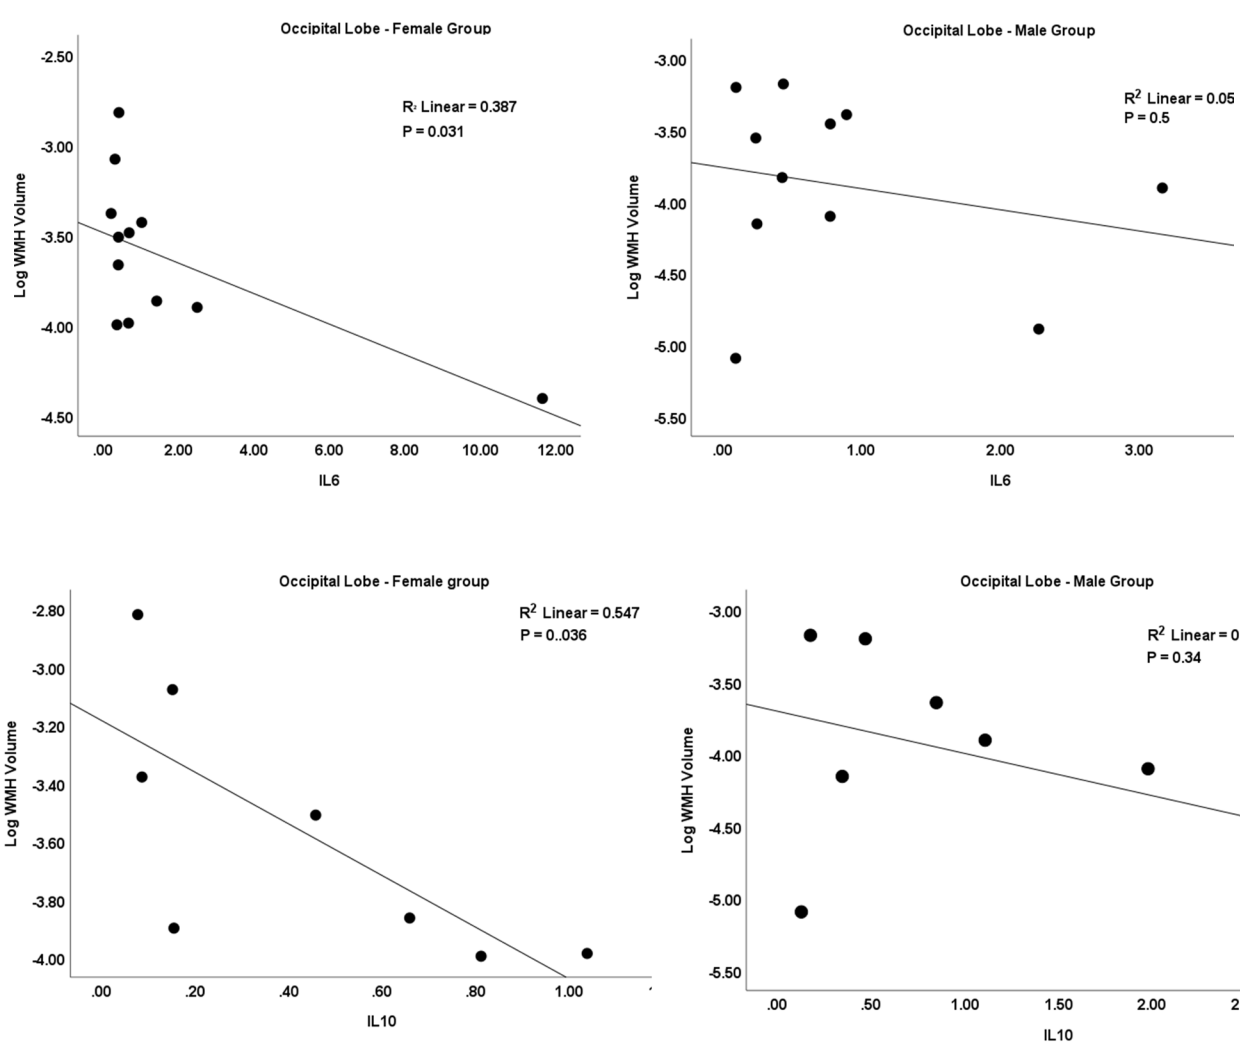 Occipital Lobe - Female Group
R² Linear = 0.387
P = 0.031
-2.50
-3.00
-3.50
-4.00
-4.50
Log WMH Volume
.00 2.00 4.00 6.00 8.00 10.00 12.00
IL6
Occipital Lobe - Male Group
R² Linear = 0.05
P = 0.5
-3.00
-3.50
-4.00
-4.50
-5.00
-5.50
Log WMH Volume
.00 1.00 2.00 3.00
IL6
Occipital Lobe - Female group
R² Linear = 0.547
P = 0..036
-2.80
-3.00
-3.20
-3.40
-3.60
-3.80
-4.00
Log WMH Volume
.00 .20 .40 .60 .80 1.00
IL10
Occipital Lobe - Male Group
R² Linear = 0
P = 0.34
-3.00
-3.50
-4.00
-4.50
-5.00
-5.50
Log WMH Volume
.00 .50 1.00 1.50 2.00 2
IL10